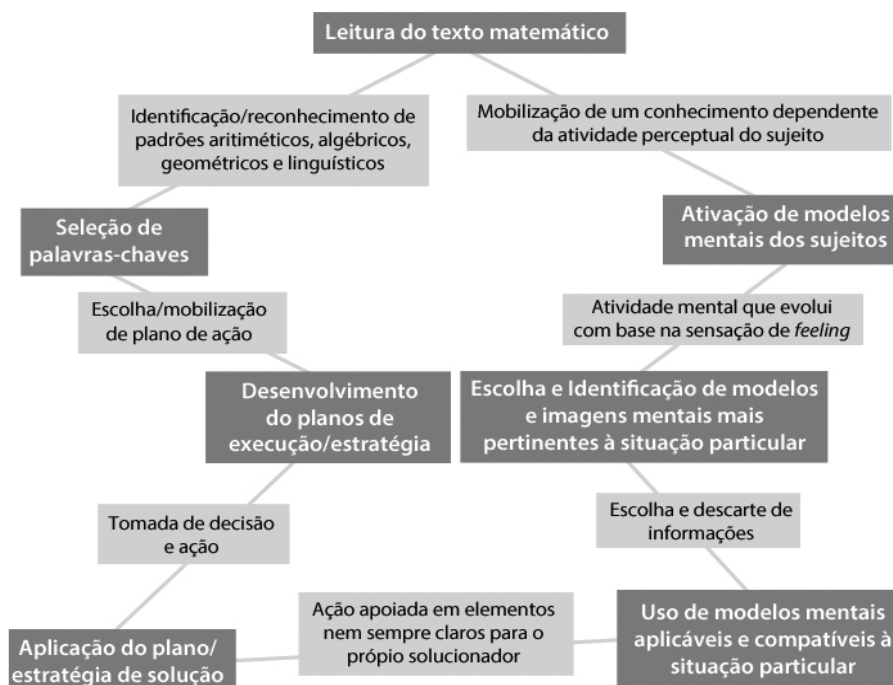 Leitura do texto matemático
Identificação/reconhecimento de
padrões aritiméticos, algébricos,
geométricos e linguísticos
Mobilização de um conhecimento dependente
da atividade perceptual do sujeito
Seleção de
palavras-chaves
Ativação de modelos
mentais dos sujeitos
Escolha/mobilização
de plano de ação
Atividade mental que evolui
com base na sensação de feeling
Desenvolvimento
do planos de
execução/estratégia
Escolha e Identificação de modelos
e imagens mentais mais
pertinentes à situação particular
Tomada de decisão
e ação
Escolha e descarte de
informações
Aplicação do plano/
estratégia de solução
Ação apoiada em elementos
nem sempre claros para o
própio solucionador
Uso de modelos mentais
aplicáveis e compatíveis à
situação particular